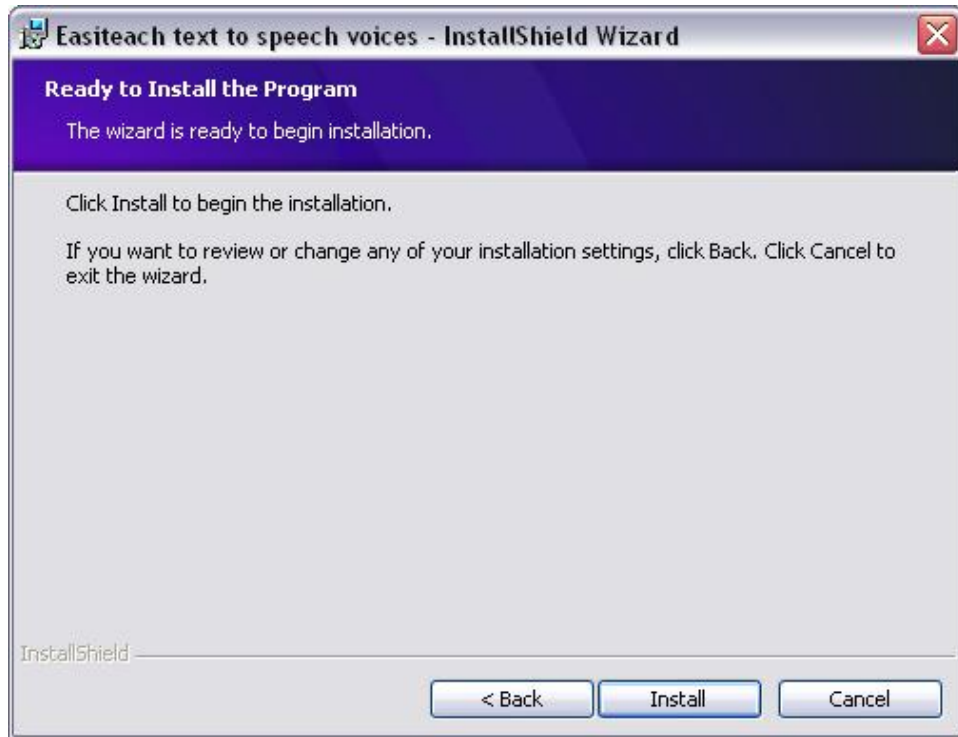 Easiteach text to speech voices - InstallShield Wizard
Ready to Install the Program
The wizard is ready to begin installation.
Click Install to begin the installation.
If you want to review or change any of your installation settings, click Back. Click Cancel to
exit the wizard.
InstallShield
< Back
Install
Cancel